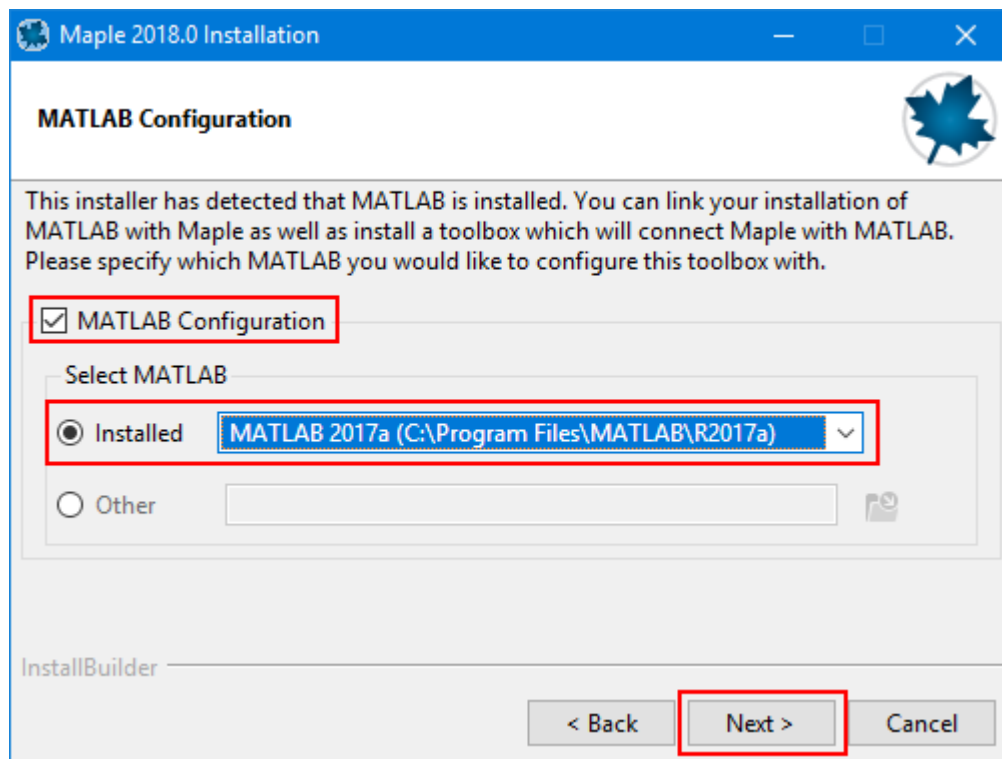 Maple 2018.0 Installation
MATLAB Configuration
This installer has detected that MATLAB is installed. You can link your installation of
MATLAB with Maple as well as install a toolbox which will connect Maple with MATLAB.
Please specify which MATLAB you would like to configure this toolbox with.
MATLAB Configuration
Select MATLAB
Installed MATLAB 2017a (C:\Program Files\MATLAB\R2017a)
Other
InstallBuilder
< Back Next > Cancel